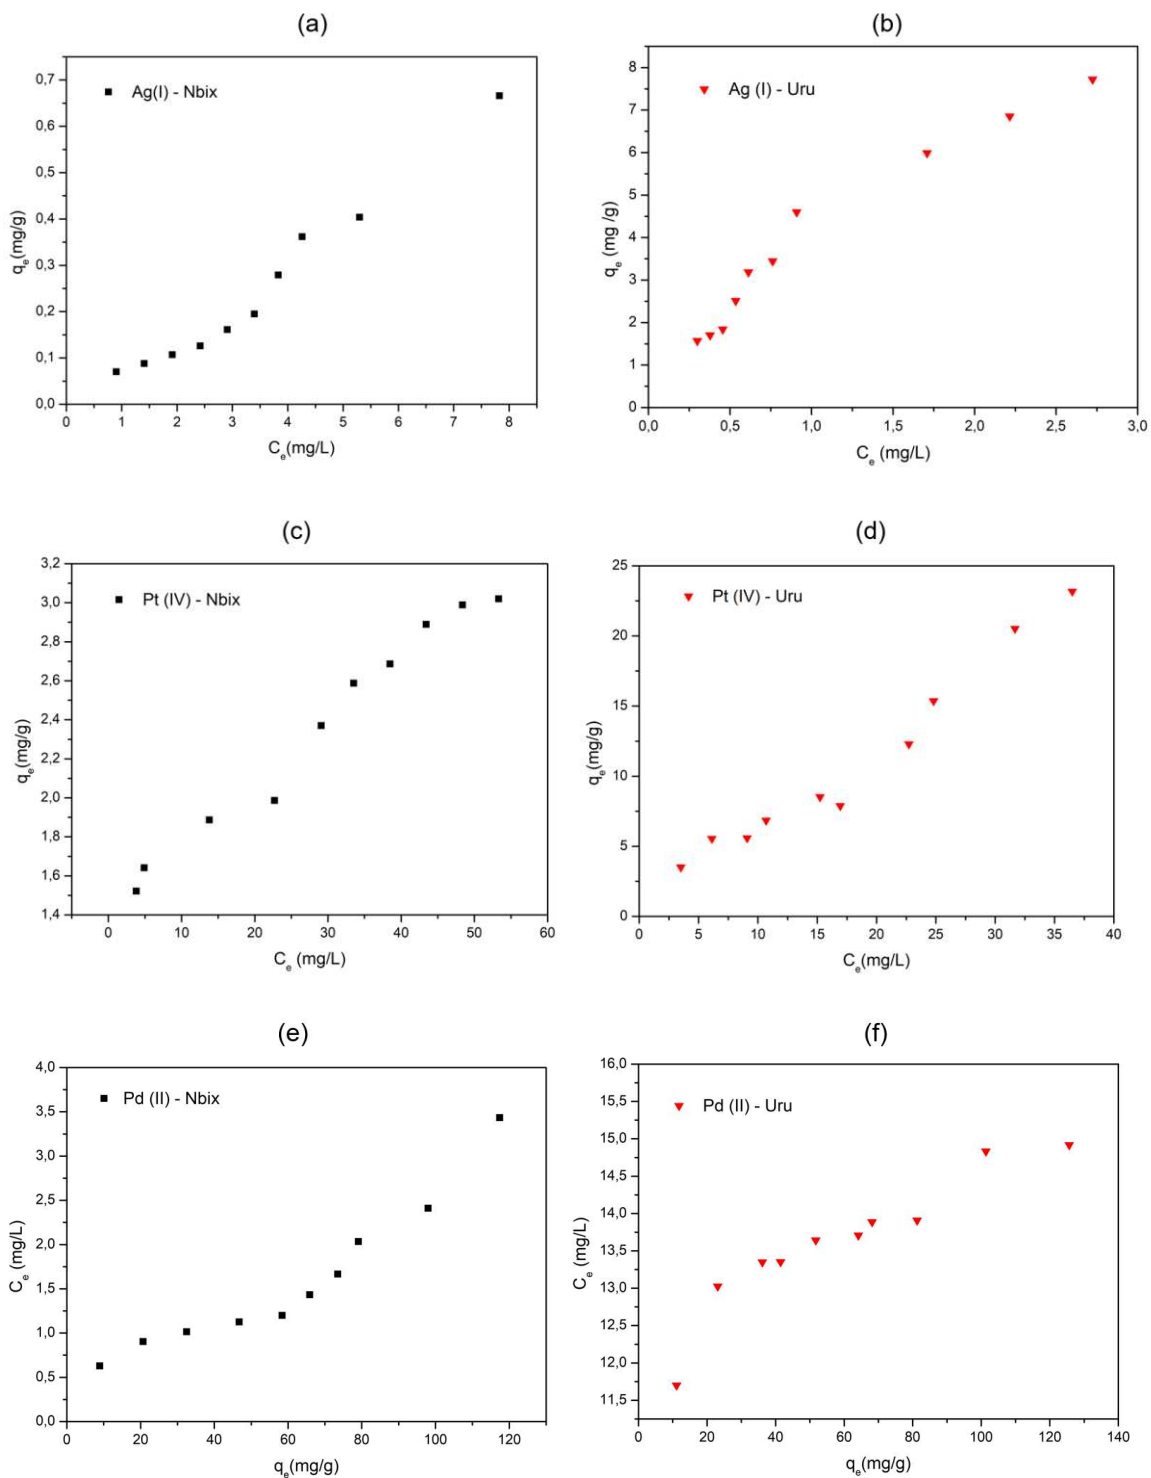 (a)
0,7
0,6
0,5
0,4
0,3
0,2
0,1
0,0
qe(mg/g)
Ag(I) - Nbix
0 1 2 3 4 5 6 7 8
Ce(mg/L)
(b)
8
7
6
5
4
3
2
1
0
qe (mg /g)
Ag (I) - Uru
0,0 0,5 1,0 1,5 2,0 2,5 3,0
Ce (mg/L)
(c)
3,2
3,0
2,8
2,6
2,4
2,2
2,0
1,8
1,6
1,4
qe(mg/g)
Pt (IV) - Nbix
0 10 20 30 40 50 60
Ce (mg/L)
(d)
25
20
15
10
5
0
qe(mg/g)
Pt (IV) - Uru
0 5 10 15 20 25 30 35 40
Ce(mg/L)
(e)
4,0
3,5
3,0
2,5
2,0
1,5
1,0
0,5
0,0
Ce (mg/L)
Pd (II) - Nbix
0 20 40 60 80 100 120
qe(mg/g)
(f)
16,0
15,5
15,0
14,5
14,0
13,5
13,0
12,5
12,0
11,5
Ce (mg/L)
Pd (II) - Uru
0 20 40 60 80 100 120 140
qe(mg/g)